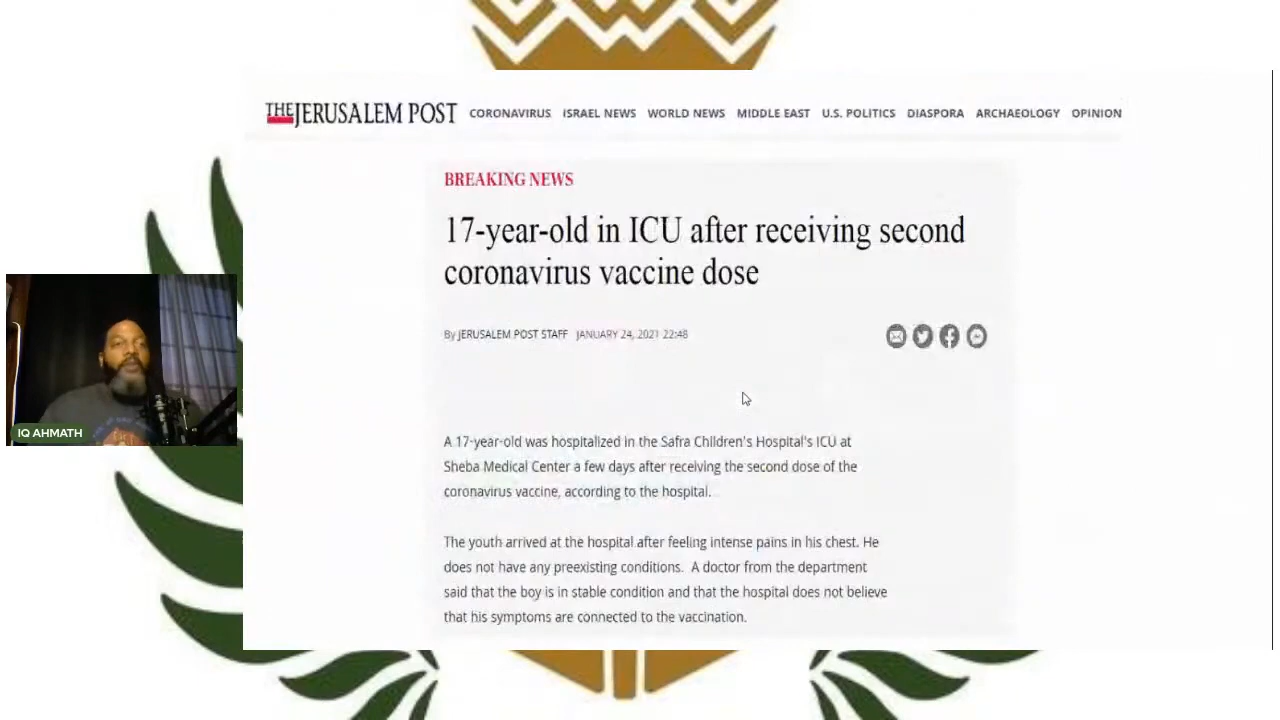 THE JERUSALEM POST CORONAVIRUS ISRAEL NEWS WORLD NEWS MIDDLE EAST U.S. POLITICS DIASPORA ARCHAEOLOGY OPINION
BREAKING NEWS
17-year-old in ICU after receiving second
coronavirus vaccine dose
By JERUSALEM POST STAFF JANUARY 24, 2021 22:48
A 17-year-old was hospitalized in the Safra Children's Hospital's ICU at
Sheba Medical Center a few days after receiving the second dose of the
coronavirus vaccine, according to the hospital.
The youth arrived at the hospital after feeling intense pains in his chest. He
does not have any preexisting conditions. A doctor from the department
said that the boy is in stable condition and that the hospital does not believe
that his symptoms are connected to the vaccination.
IQ AHMATH